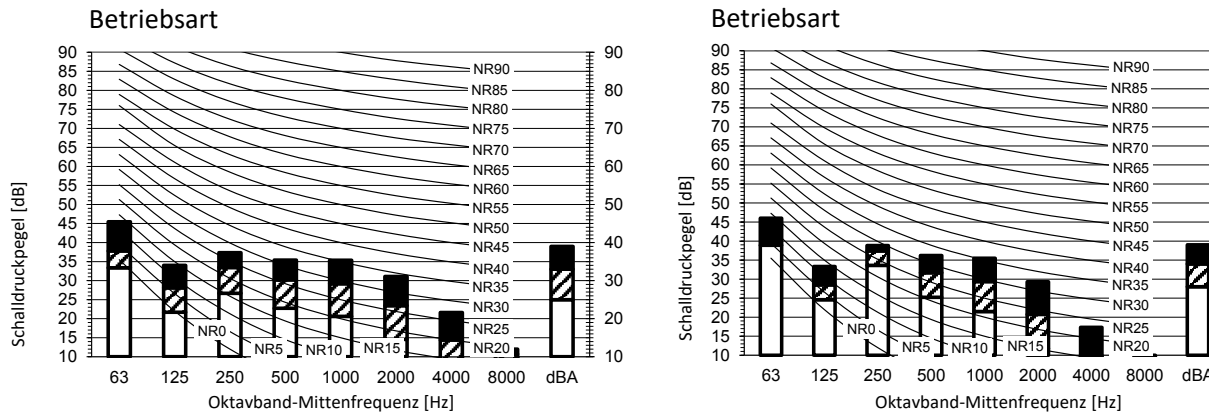 Betriebsart
90
85
80
75
70
65
60
55
50
45
40
35
30
25
20
15
10
Schalldruckpegel [dB]
NR90
NR85
NR80
NR75
NR70
NR65
NR60
NR55
NR50
NR45
NR40
NR35
NR30
NR25
NR20
NR0
NR5
NR10
NR15
90
80
70
60
50
40
30
20
10
63 125 250 500 1000 2000 4000 8000 dBA
Oktavband-Mittenfrequenz [Hz]
Betriebsart
90
85
80
75
70
65
60
55
50
45
40
35
30
25
20
15
10
Schalldruckpegel [dB]
NR90
NR85
NR80
NR75
NR70
NR65
NR60
NR55
NR50
NR45
NR40
NR35
NR30
NR25
NR20
NR0
NR5
NR10
NR15
63 125 250 500 1000 2000 4000 8000 dBA
Oktavband-Mittenfrequenz [Hz]